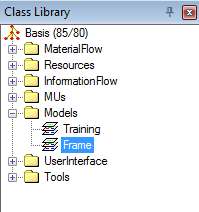 Class Library
Basis (85/80)
MaterialFlow
Resources
InformationFlow
MUs
Models
Training
Frame
UserInterface
Tools